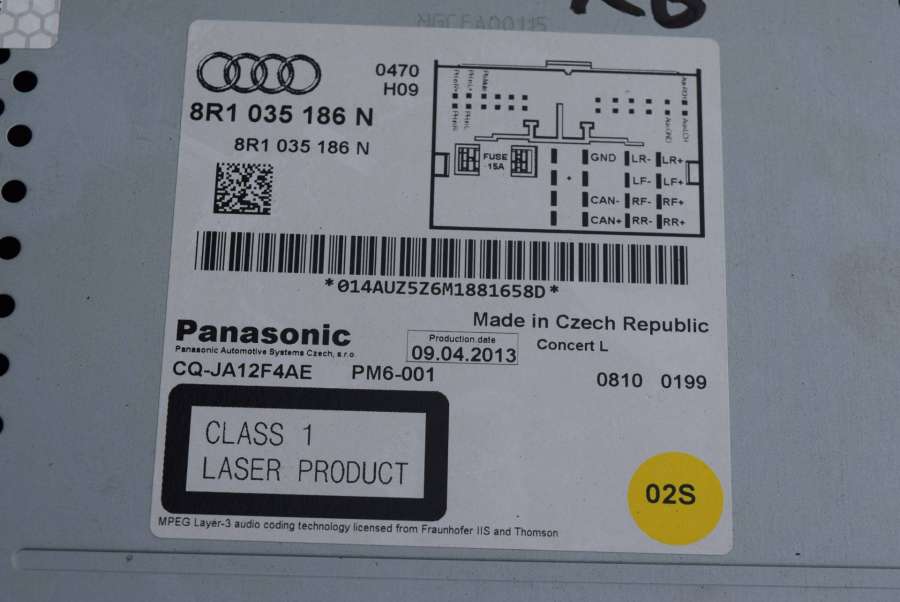 8R1 035 186 N
8R1 035 186 N
0470
H09
FUSE
15A
GND LR- LR+
LF- LF+
CAN- RF- RF+
CAN+ RR- RR+
*014AUZ5Z6M1881658D*
Panasonic
Panasonic Automotive Systems Czech, s.r.o.
CQ-JA12F4AE PM6-001
Made in Czech Republic
Production date
09.04.2013
Concert L
0810 0199
CLASS 1
LASER PRODUCT
02S
MPEG Layer-3 audio coding technology licensed from Fraunhofer IIS and Thomson